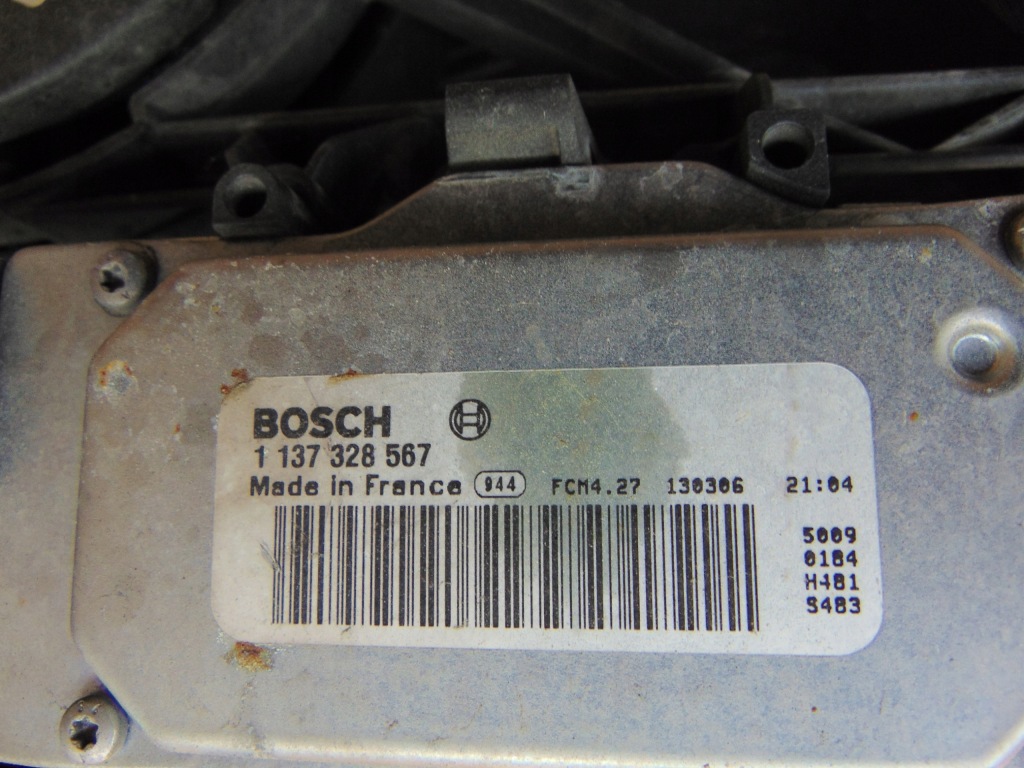 BOSCH
1 137 328 567
Made in France 944 FCM4.27 130306 21:04
5009
0184
H481
S483